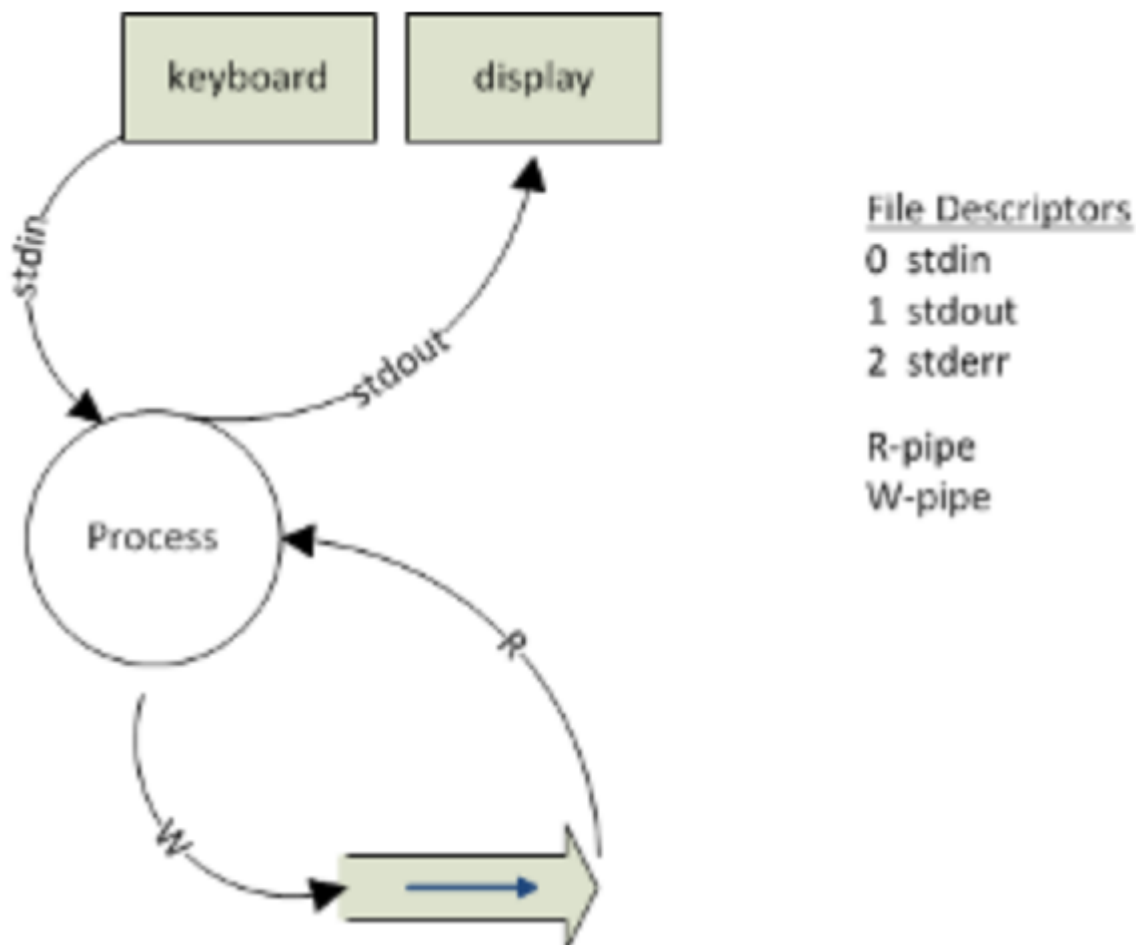 keyboard
display
stdin
stdout
Process
R
W
File Descriptors
0 stdin
1 stdout
2 stderr
R-pipe
W-pipe